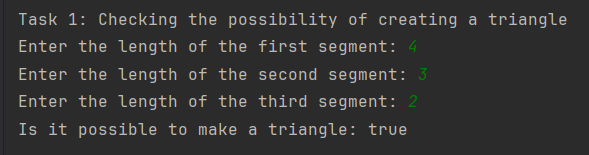 Task 1: Checking the possibility of creating a triangle
Enter the length of the first segment: 4
Enter the length of the second segment: 3
Enter the length of the third segment: 2
Is it possible to make a triangle: true